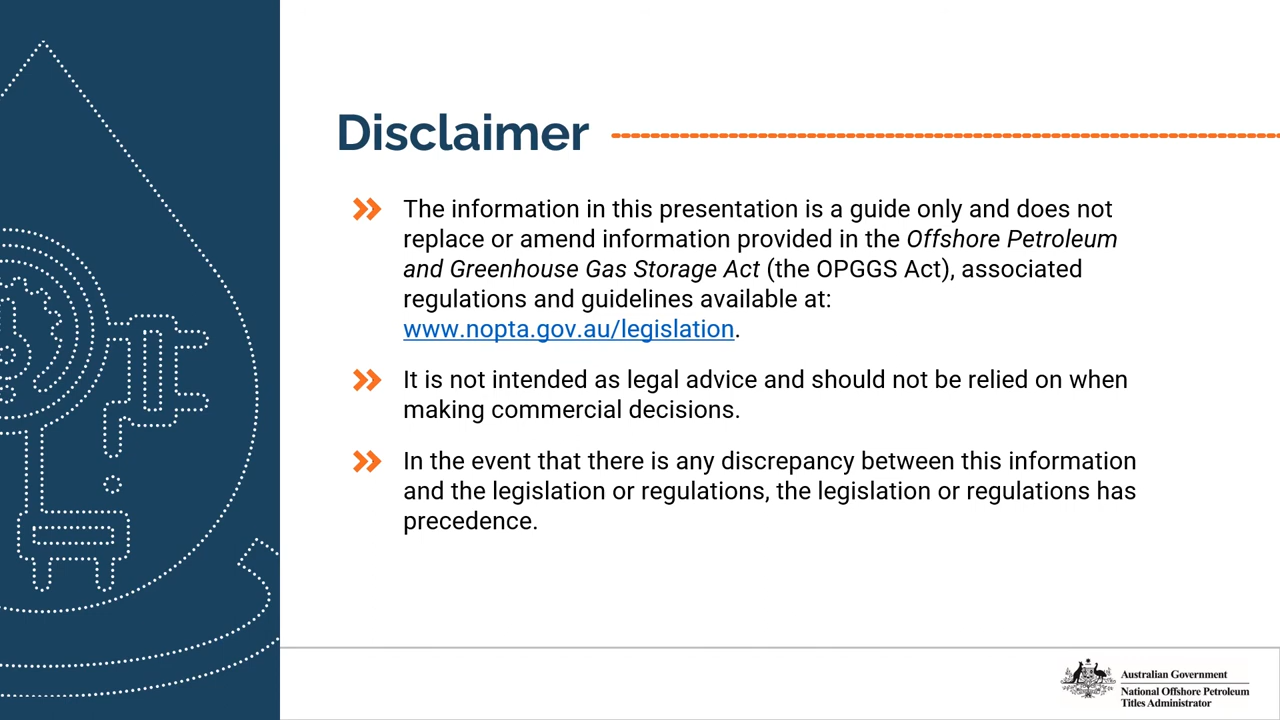 Disclaimer
The information in this presentation is a guide only and does not
replace or amend information provided in the Offshore Petroleum
and Greenhouse Gas Storage Act (the OPGGS Act), associated
regulations and guidelines available at:
www.nopta.gov.au/legislation.
It is not intended as legal advice and should not be relied on when
making commercial decisions.
In the event that there is any discrepancy between this information
and the legislation or regulations, the legislation or regulations has
precedence.
Australian Government
National Offshore Petroleum
Titles Administrator